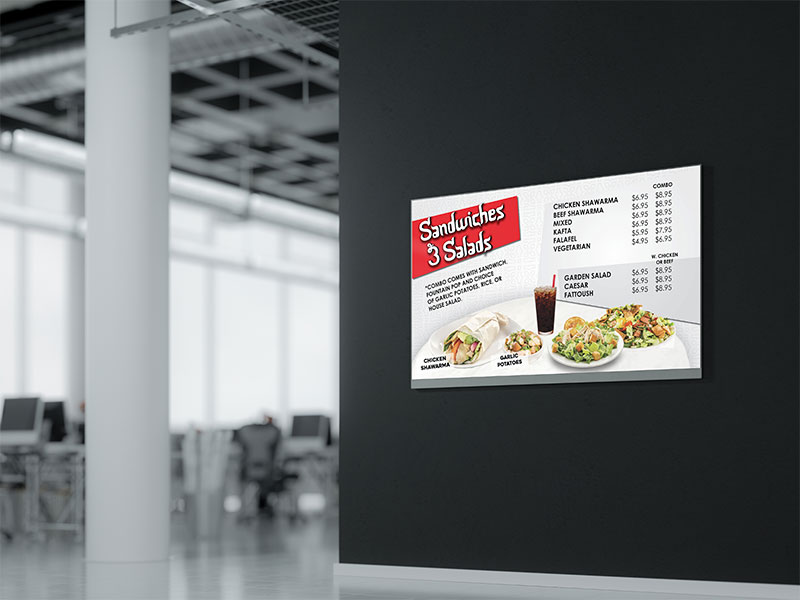 Sandwiches
& Salads
*COMBO COMES WITH SANDWICH,
FOUNTAIN POP AND CHOICE
OF GARLIC POTATOES, RICE, OR
HOUSE SALAD.
COMBO
CHICKEN SHAWARMA $6.95 $8.95
BEEF SHAWARMA $6.95 $8.95
MIXED $6.95 $8.95
KAFTA $6.95 $8.95
FALAFEL $5.95 $7.95
VEGETARIAN $4.95 $6.95
W. CHICKEN
OR BEEF
GARDEN SALAD $6.95 $8.95
CAESAR $6.95 $8.95
FATTOUSH $6.95 $8.95
CHICKEN
SHAWARMA
GARLIC
POTATOES